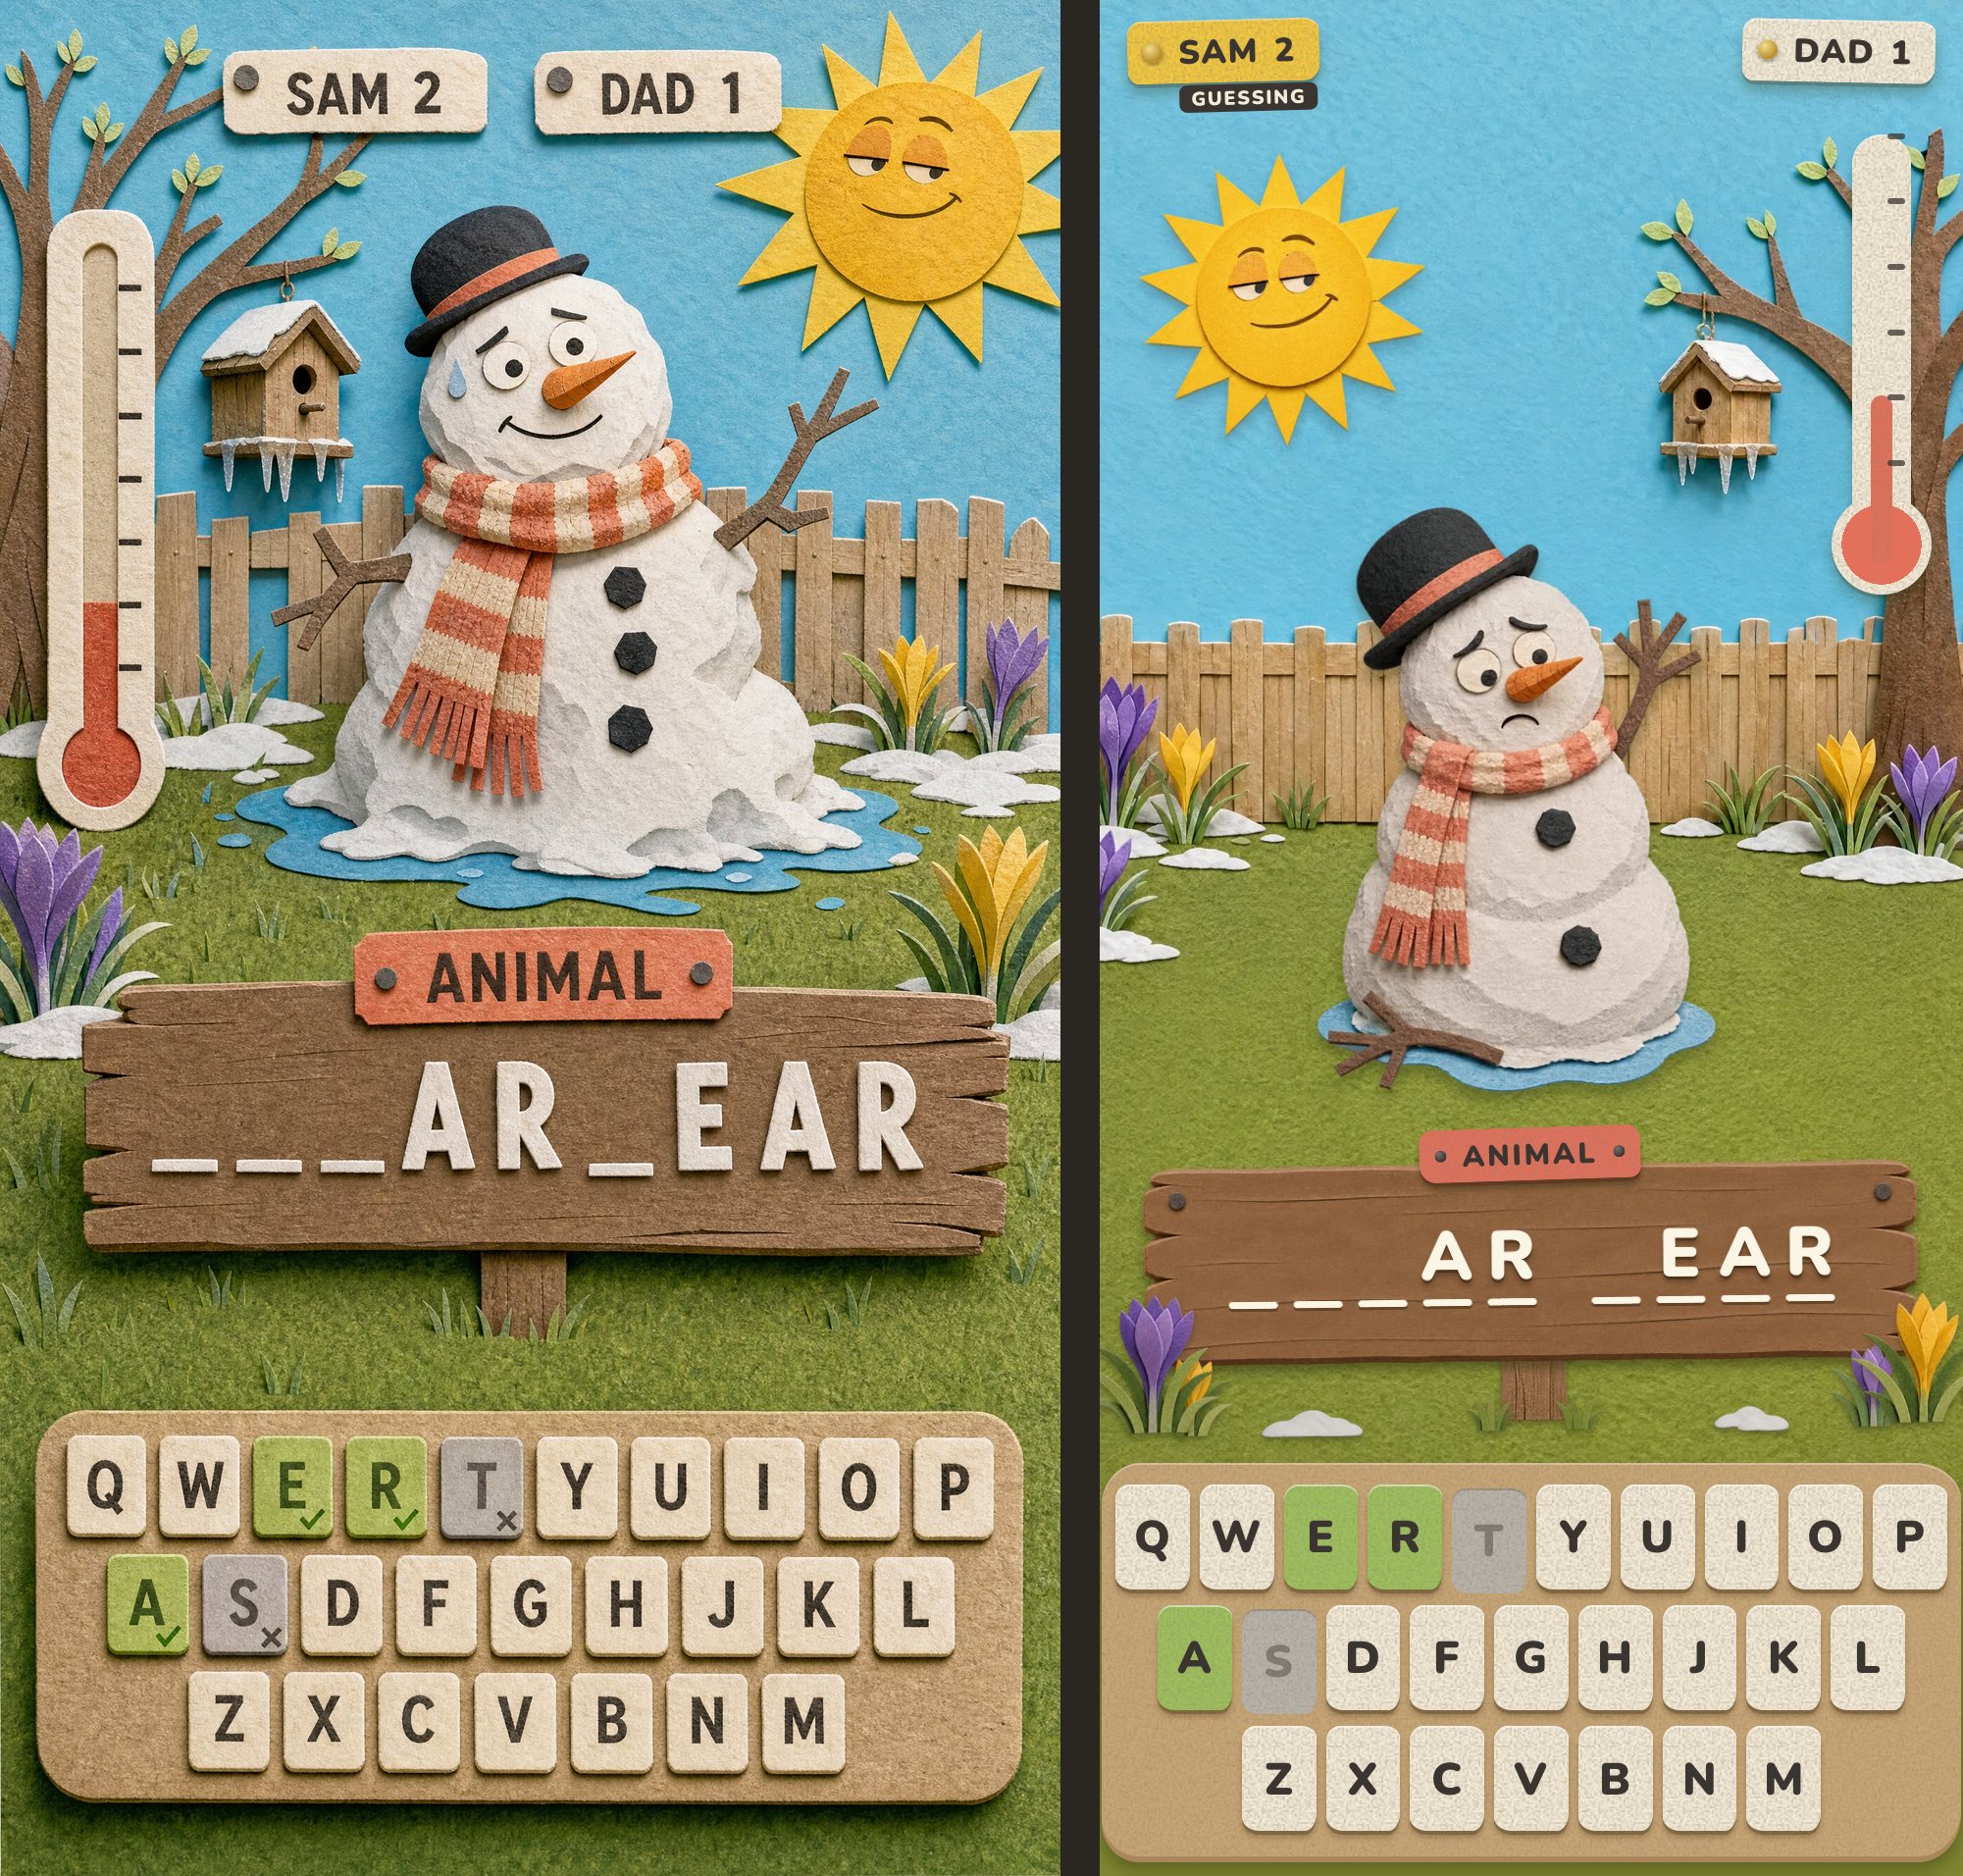 SAM 2
DAD 1
ANIMAL
___AR_EAR
Q W E R T Y U I O P
A S D F G H J K L
Z X C V B N M
SAM 2
DAD 1
GUESSING
ANIMAL
AR EAR
Q W E R T Y U I O P
A S D F G H J K L
Z X C V B N M